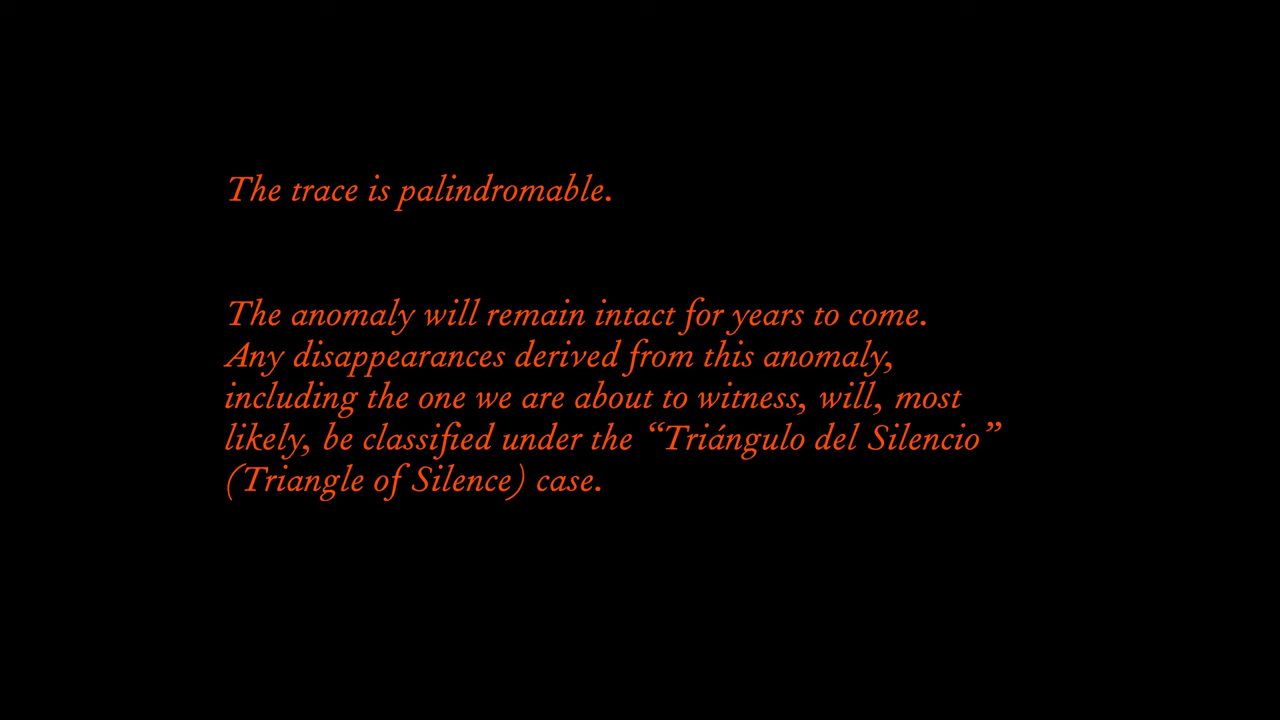 The trace is palindromable.
The anomaly will remain intact for years to come.
Any disappearances derived from this anomaly,
including the one we are about to witness, will, most
likely, be classified under the “Triángulo del Silencio”
(Triangle of Silence) case.